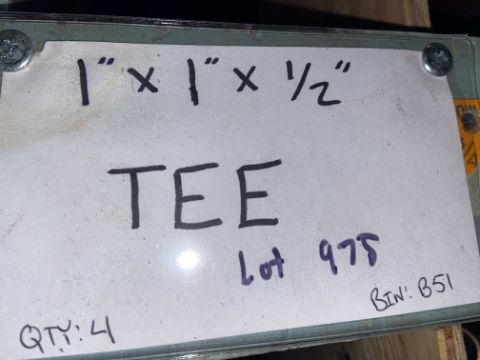 1" x 1" x 1/2"
TEE
Lot 975
QTY: 4
BIN: B51